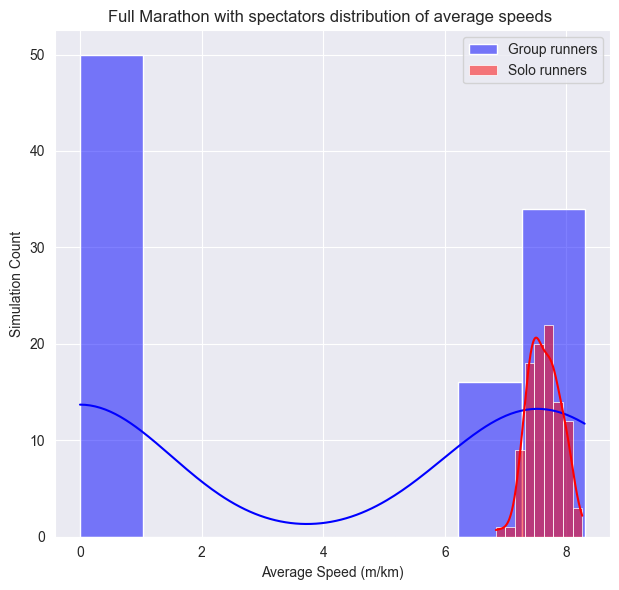 Full Marathon with spectators distribution of average speeds
Group runners
Solo runners
Simulation Count
50
40
30
20
10
0
0 2 4 6 8
Average Speed (m/km)